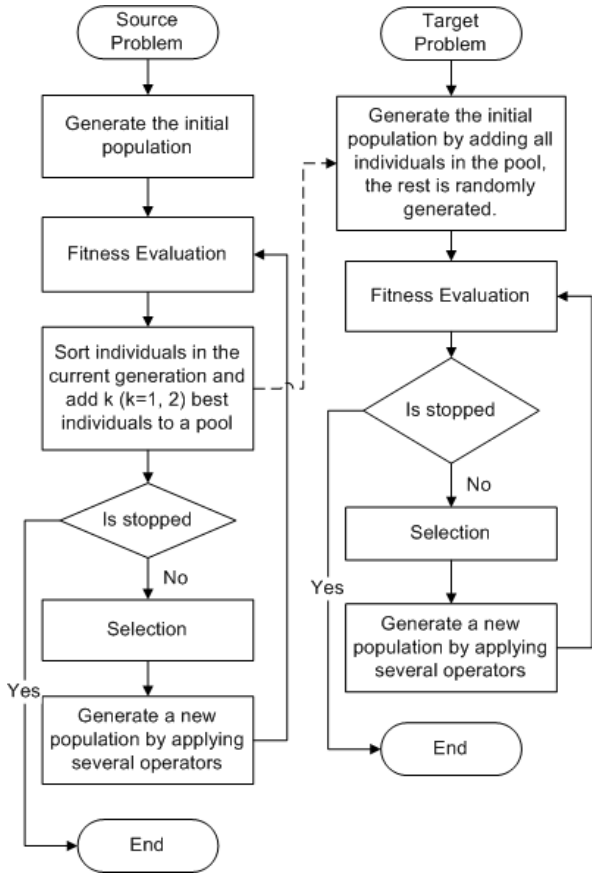 Source
Problem
Generate the initial
population
Fitness Evaluation
Sort individuals in the
current generation and
add k (k=1, 2) best
individuals to a pool
Is stopped
No
Yes
Selection
Generate a new
population by applying
several operators
End
Target
Problem
Generate the initial
population by adding all
individuals in the pool,
the rest is randomly
generated.
Fitness Evaluation
Is stopped
No
Yes
Selection
Generate a new
population by applying
several operators
End